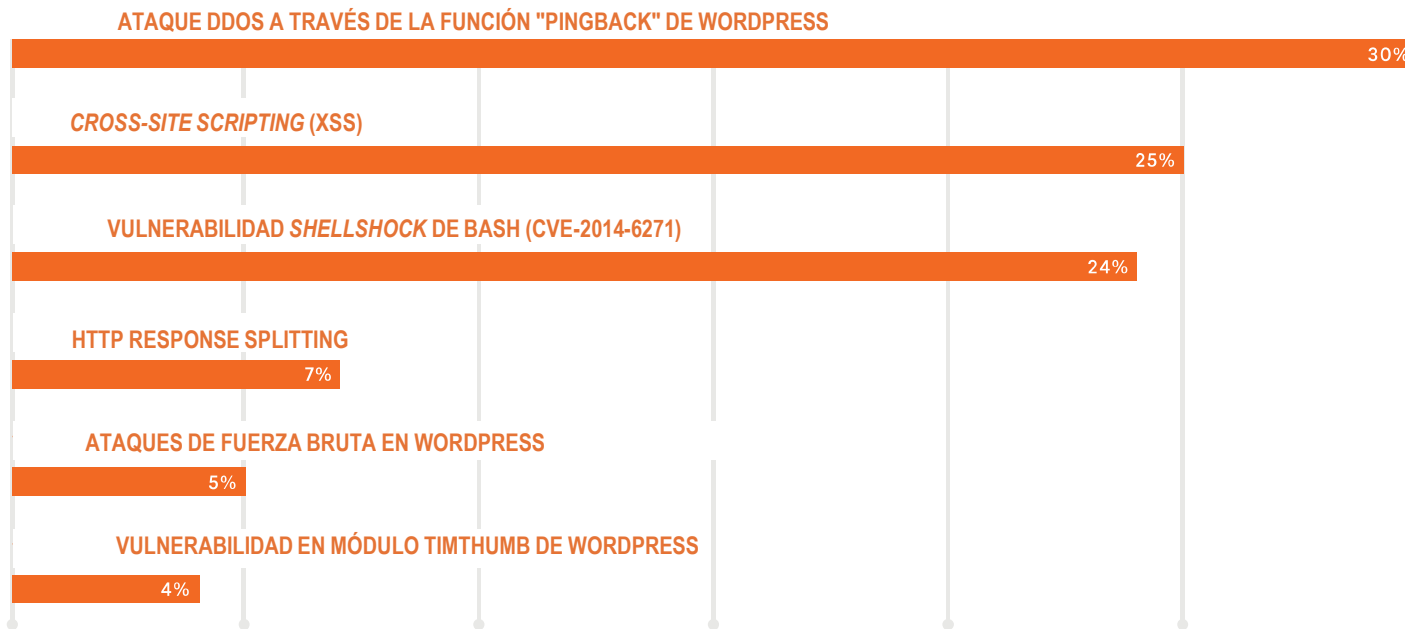 ATAQUE DDOS A TRAVÉS DE LA FUNCIÓN "PINGBACK" DE WORDPRESS
30%
CROSS-SITE SCRIPTING (XSS)
25%
VULNERABILIDAD SHELLSHOCK DE BASH (CVE-2014-6271)
24%
HTTP RESPONSE SPLITTING
7%
ATAQUES DE FUERZA BRUTA EN WORDPRESS
5%
VULNERABILIDAD EN MÓDULO TIMTHUMB DE WORDPRESS
4%